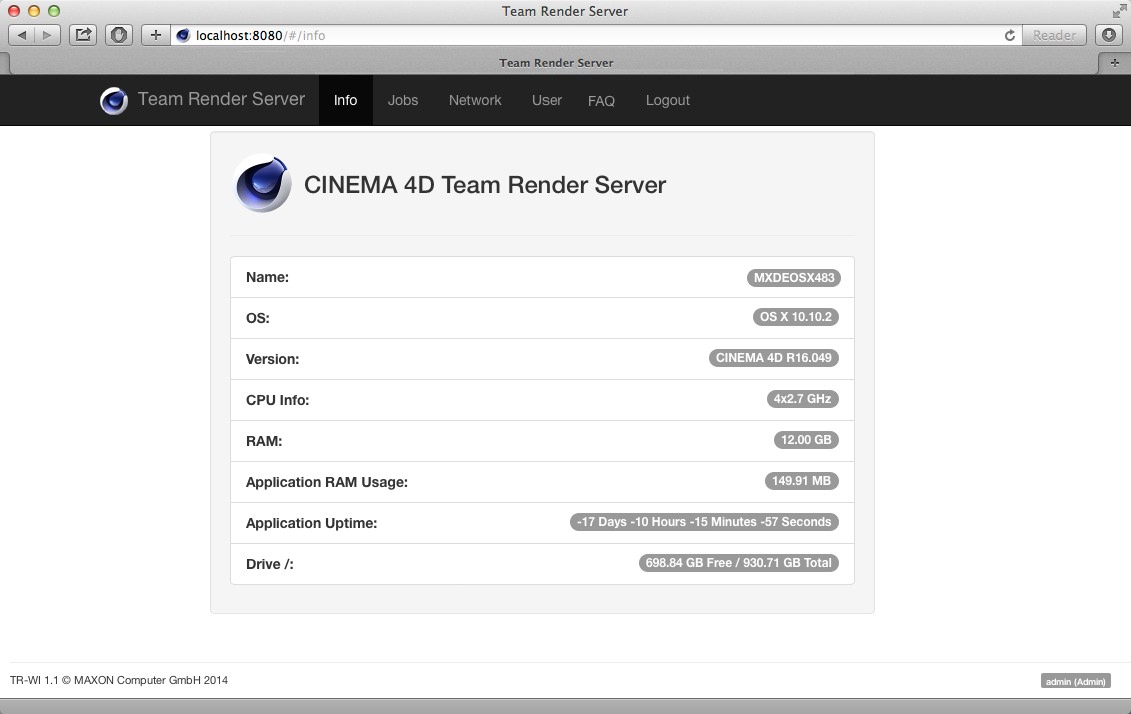 Team Render Server
localhost:8080/#/info
Reader
Team Render Server
Team Render Server Info Jobs Network User FAQ Logout
CINEMA 4D Team Render Server
Name: MXDEOSX483
OS: OS X 10.10.2
Version: CINEMA 4D R16.049
CPU Info: 4x2.7 GHz
RAM: 12.00 GB
Application RAM Usage: 149.91 MB
Application Uptime: -17 Days -10 Hours -15 Minutes -57 Seconds
Drive /: 698.84 GB Free / 930.71 GB Total
TR-WI 1.1 © MAXON Computer GmbH 2014 admin (Admin)